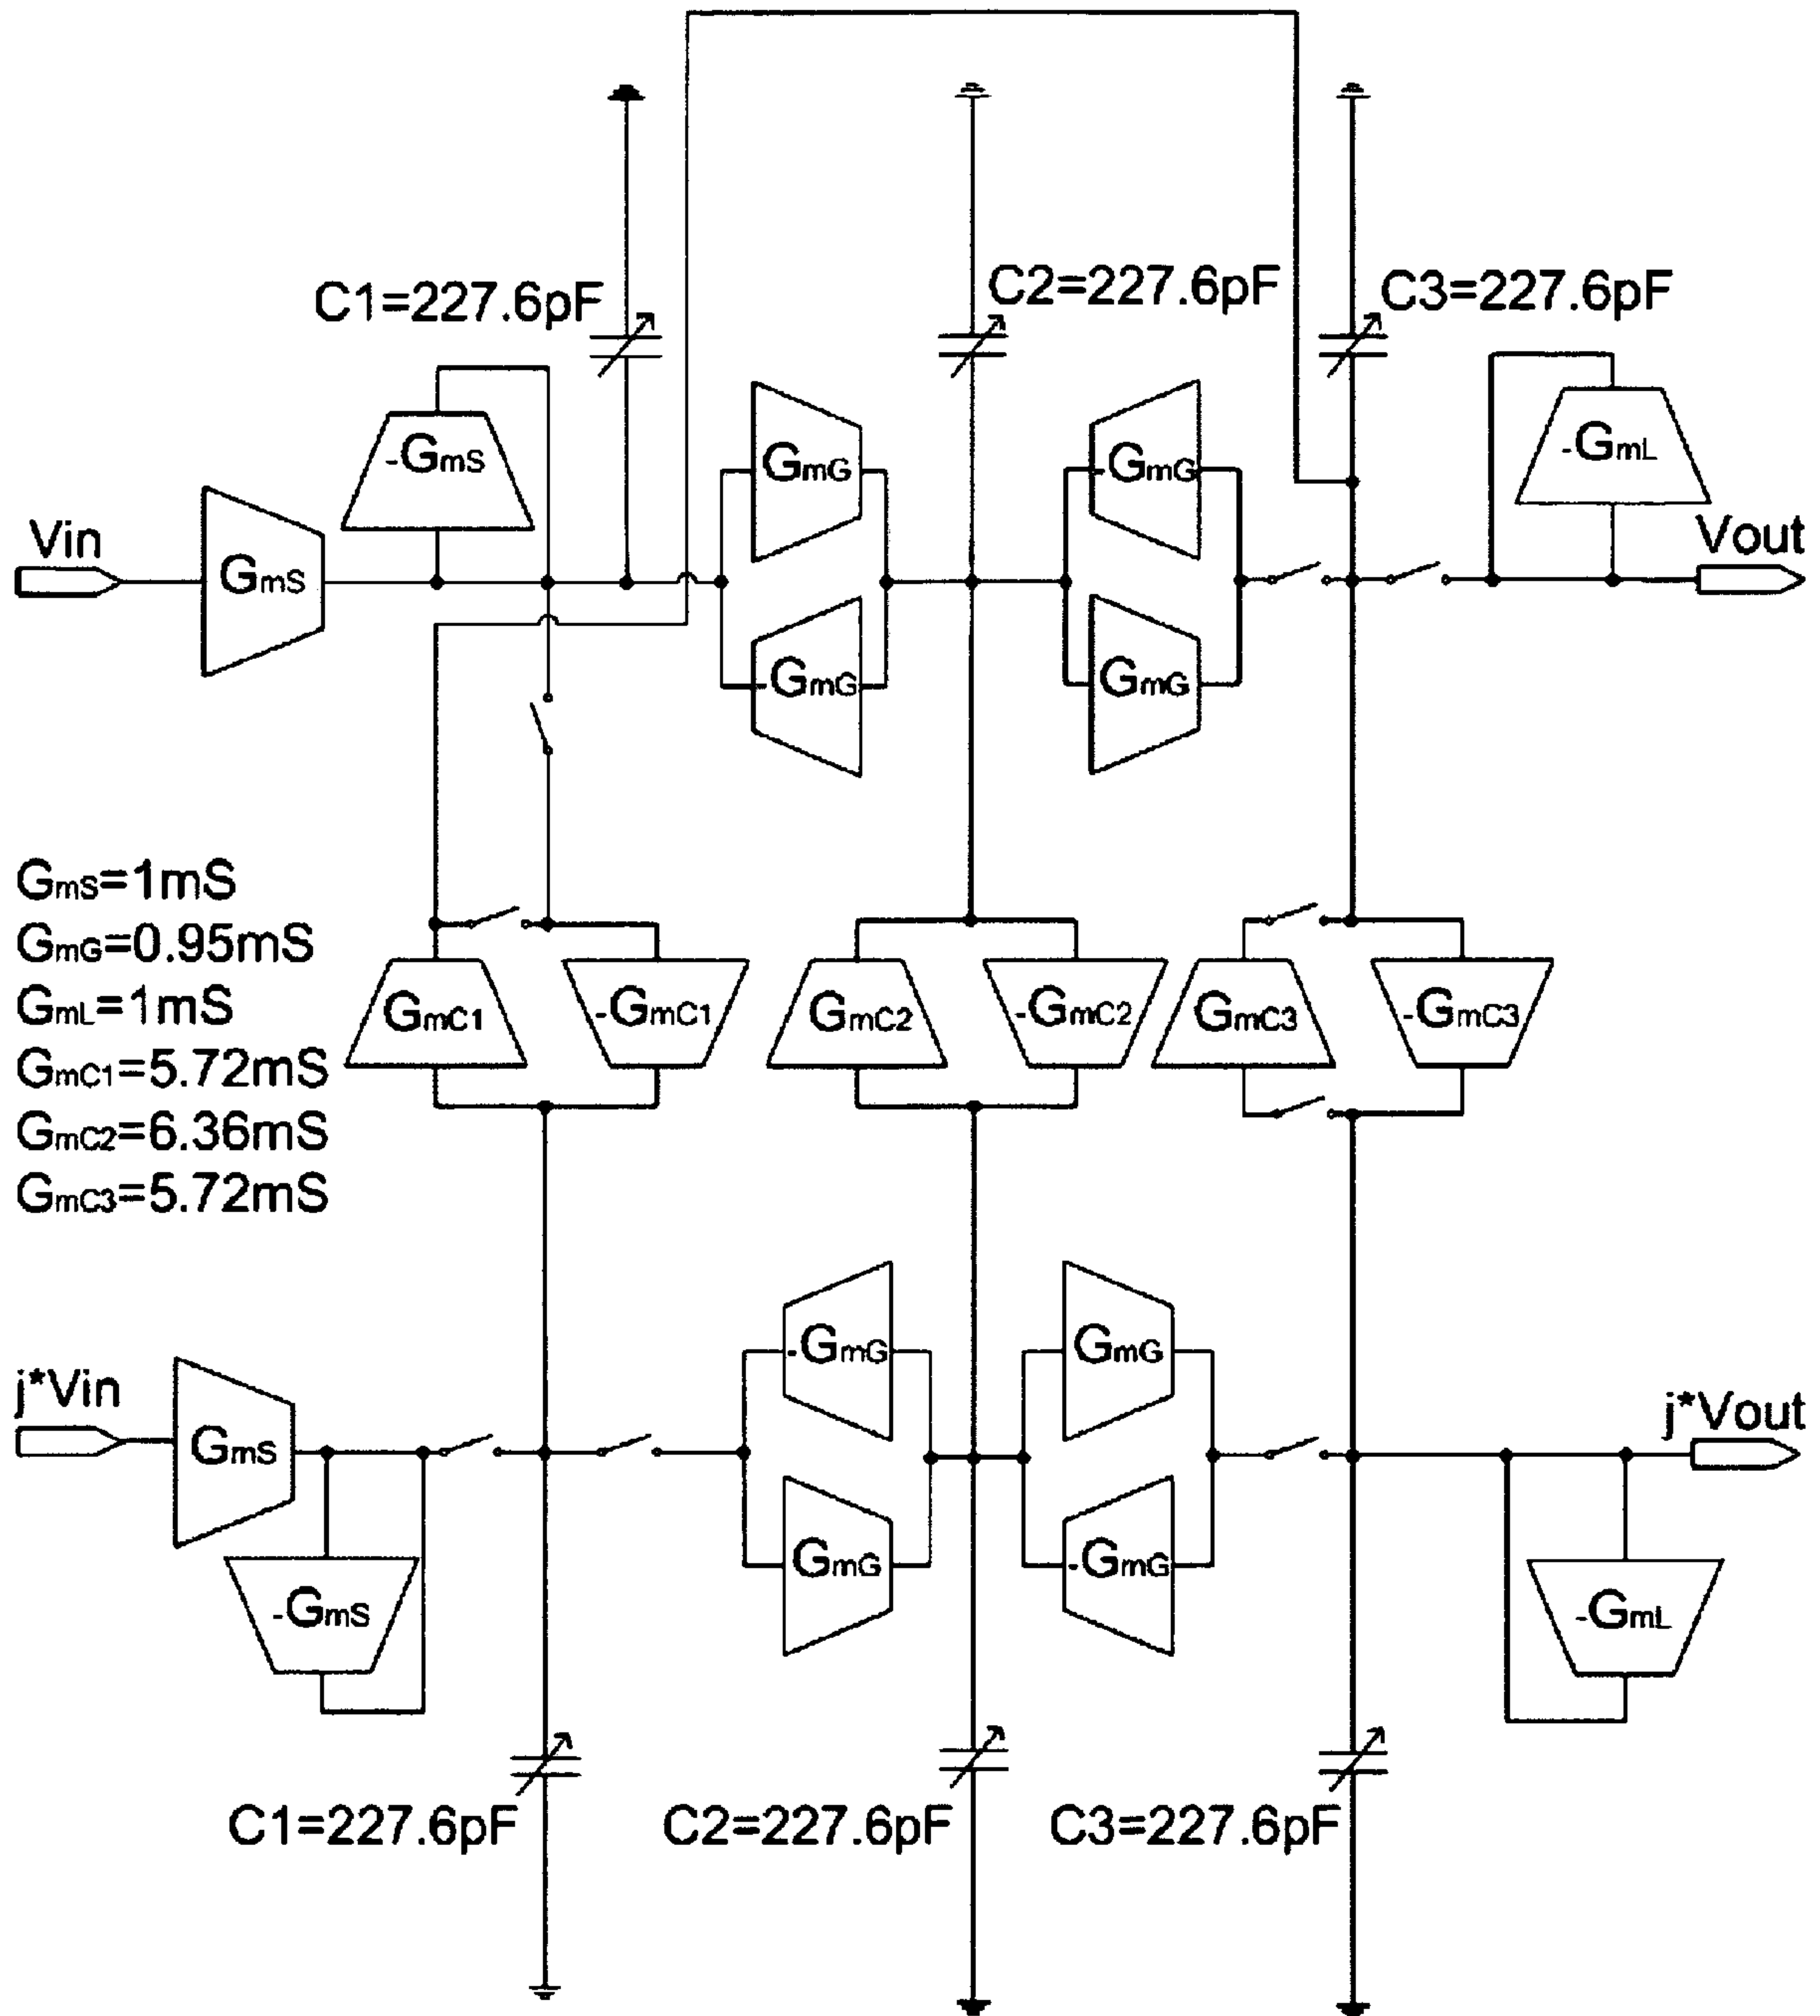 C1=227.6pF
C2=227.6pF
C3=227.6pF
-GmS
GmG
-GmG
-GmL
Vin
GmS
Vout
-GmG
GmG
GmS=1mS
GmG=0.95mS
GmL=1mS
GmC1=5.72mS
GmC2=6.36mS
GmC3=5.72mS
GmC1
-GmC1
GmC2
-GmC2
GmC3
-GmC3
-GmG
GmG
j*Vin
GmS
j*Vout
GmG
-GmG
-GmS
-GmL
C1=227.6pF
C2=227.6pF
C3=227.6pF